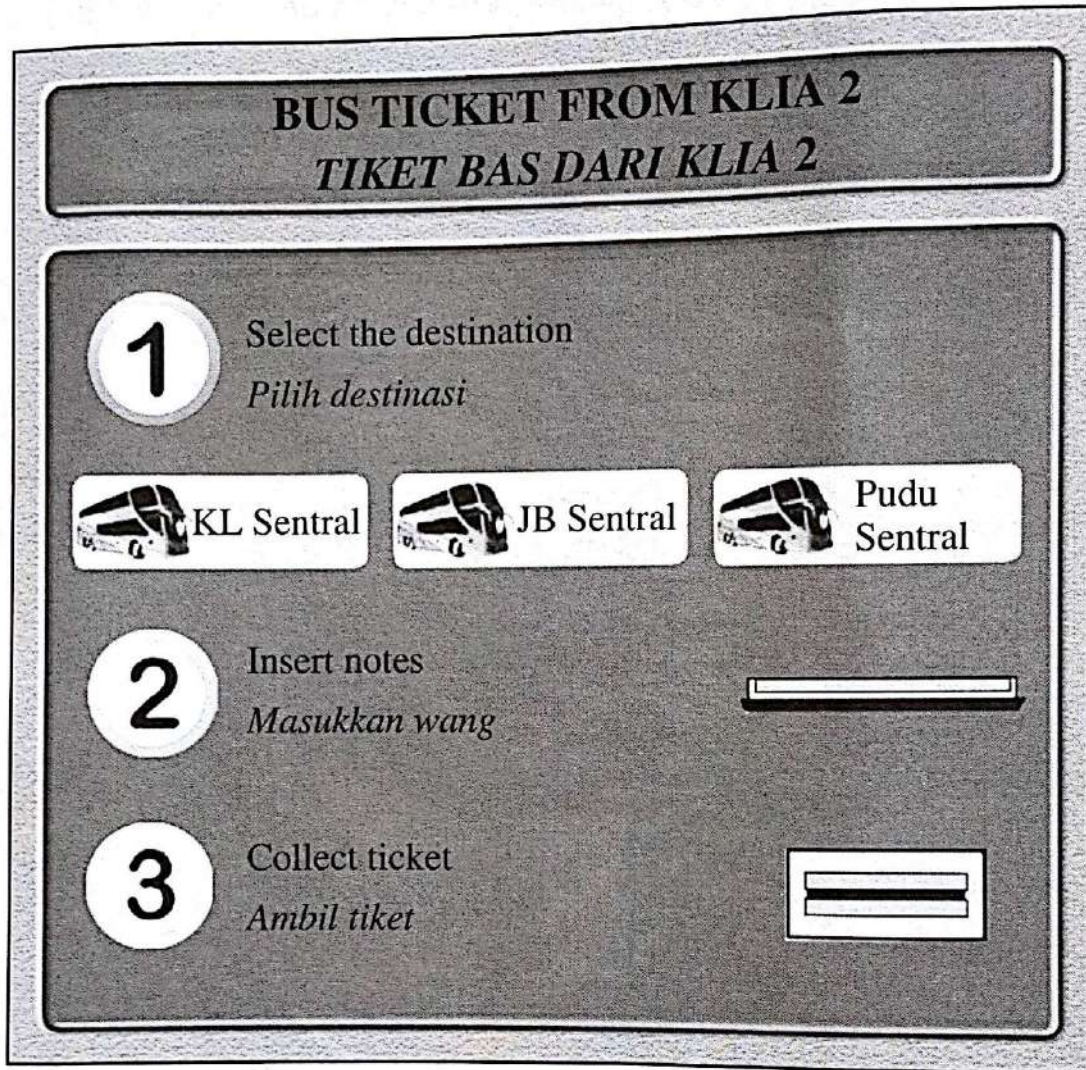 BUS TICKET FROM KLIA 2
TIKET BAS DARI KLIA 2
1
Select the destination
Pilih destinasi
KL Sentral
JB Sentral
Pudu
Sentral
2
Insert notes
Masukkan wang
3
Collect ticket
Ambil tiket